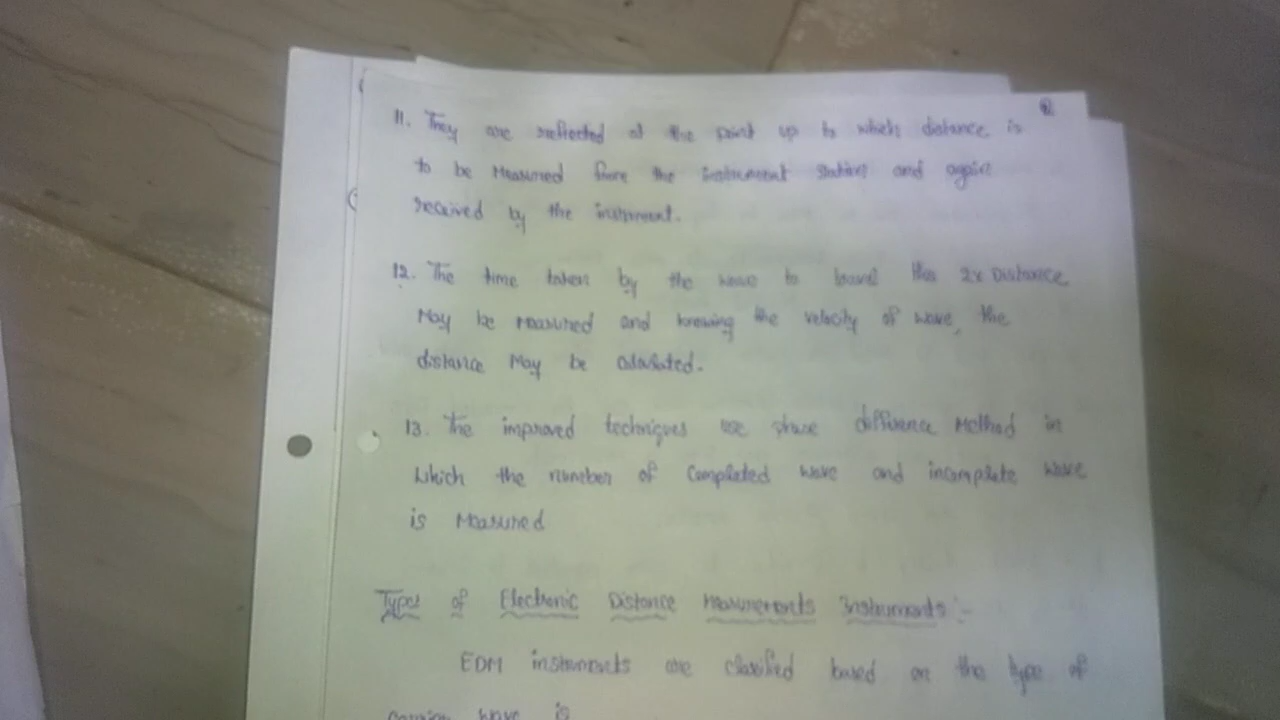 11. They are reflected at the point up to which distance is
to be Measured from the instrument station and again
received by the instrument.
12. The time taken by the wave to travel this 2x Distance
May be Measured and knowing the velocity of wave, the
distance May be calculated.
13. The improved techniques use phase difference Method in
Which the number of Completed wave and incomplete wave
is Measured
Types of Electronic Distance Measurements Instruments :-
EDM instruments are classified based on the type of
wave is